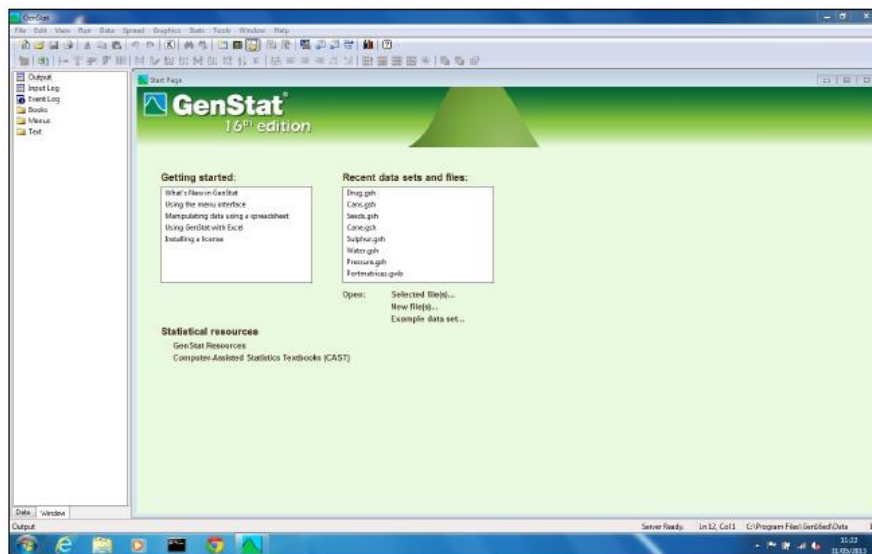 GenStat
File Edit View Run Data Spread Graphics Stats Tools Window Help
Output
Input Log
Event Log
Books
Menus
Text
Start Page
GenStat®
16th edition
Getting started:
What's New in GenStat
Using the menu interface
Manipulating data using a spreadsheet
Using GenStat with Excel
Installing a license
Recent data sets and files:
Drug.gsh
Cans.gsh
Seeds.gsh
Cane.gsh
Sulphur.gsh
Water.gsh
Pressure.gsh
Fortmatrices.gwb
Open: Selected file(s)...
New file(s)...
Example data set...
Statistical resources
GenStat Resources
Computer-Assisted Statistics Textbooks (CAST)
Data Window
Output
Server Ready. Ln 12, Col 1 C:\Program Files\Gen16ed\Data
11:22
31/05/2013